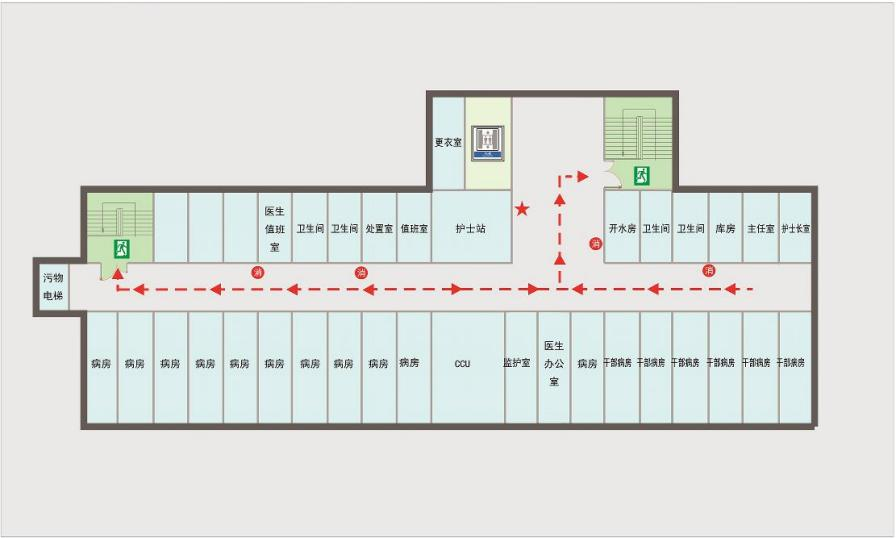 更衣室
医生
值班
室
卫生间
卫生间
处置室
值班室
护士站
开水房
卫生间
卫生间
库房
主任室
护士长室
消
消
消
消
污物
电梯
病房
病房
病房
病房
病房
病房
病房
病房
病房
病房
CCU
监护室
医生
办公
室
病房
干部病房
干部病房
干部病房
干部病房
干部病房
干部病房